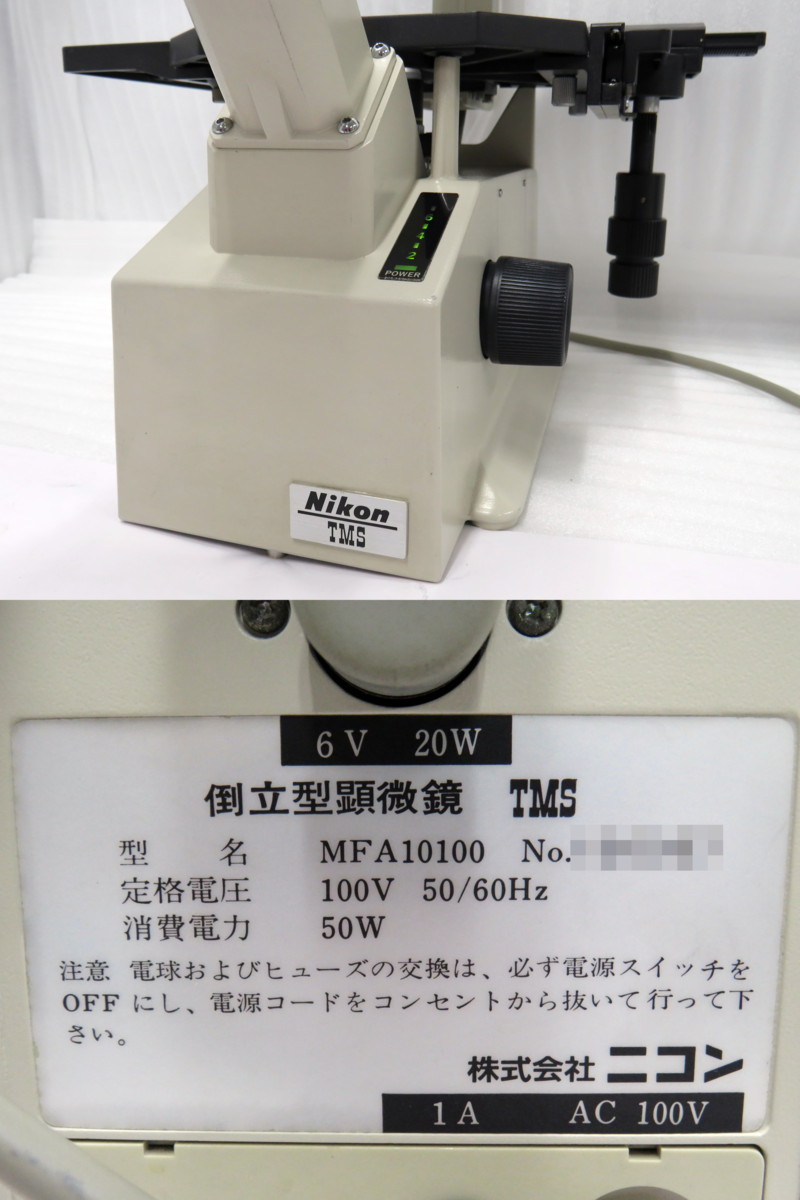 6
4
2
POWER
Nikon
TMS
6V 20W
倒立型顕微鏡 TMS
型名 MFA10100 No.
定格電圧 100V 50/60Hz
消費電力 50W
注意 電球およびヒューズの交換は、必ず電源スイッチを
OFFにし、電源コードをコンセントから抜いて行って下
さい。
株式会社 ニコン
1A AC 100V